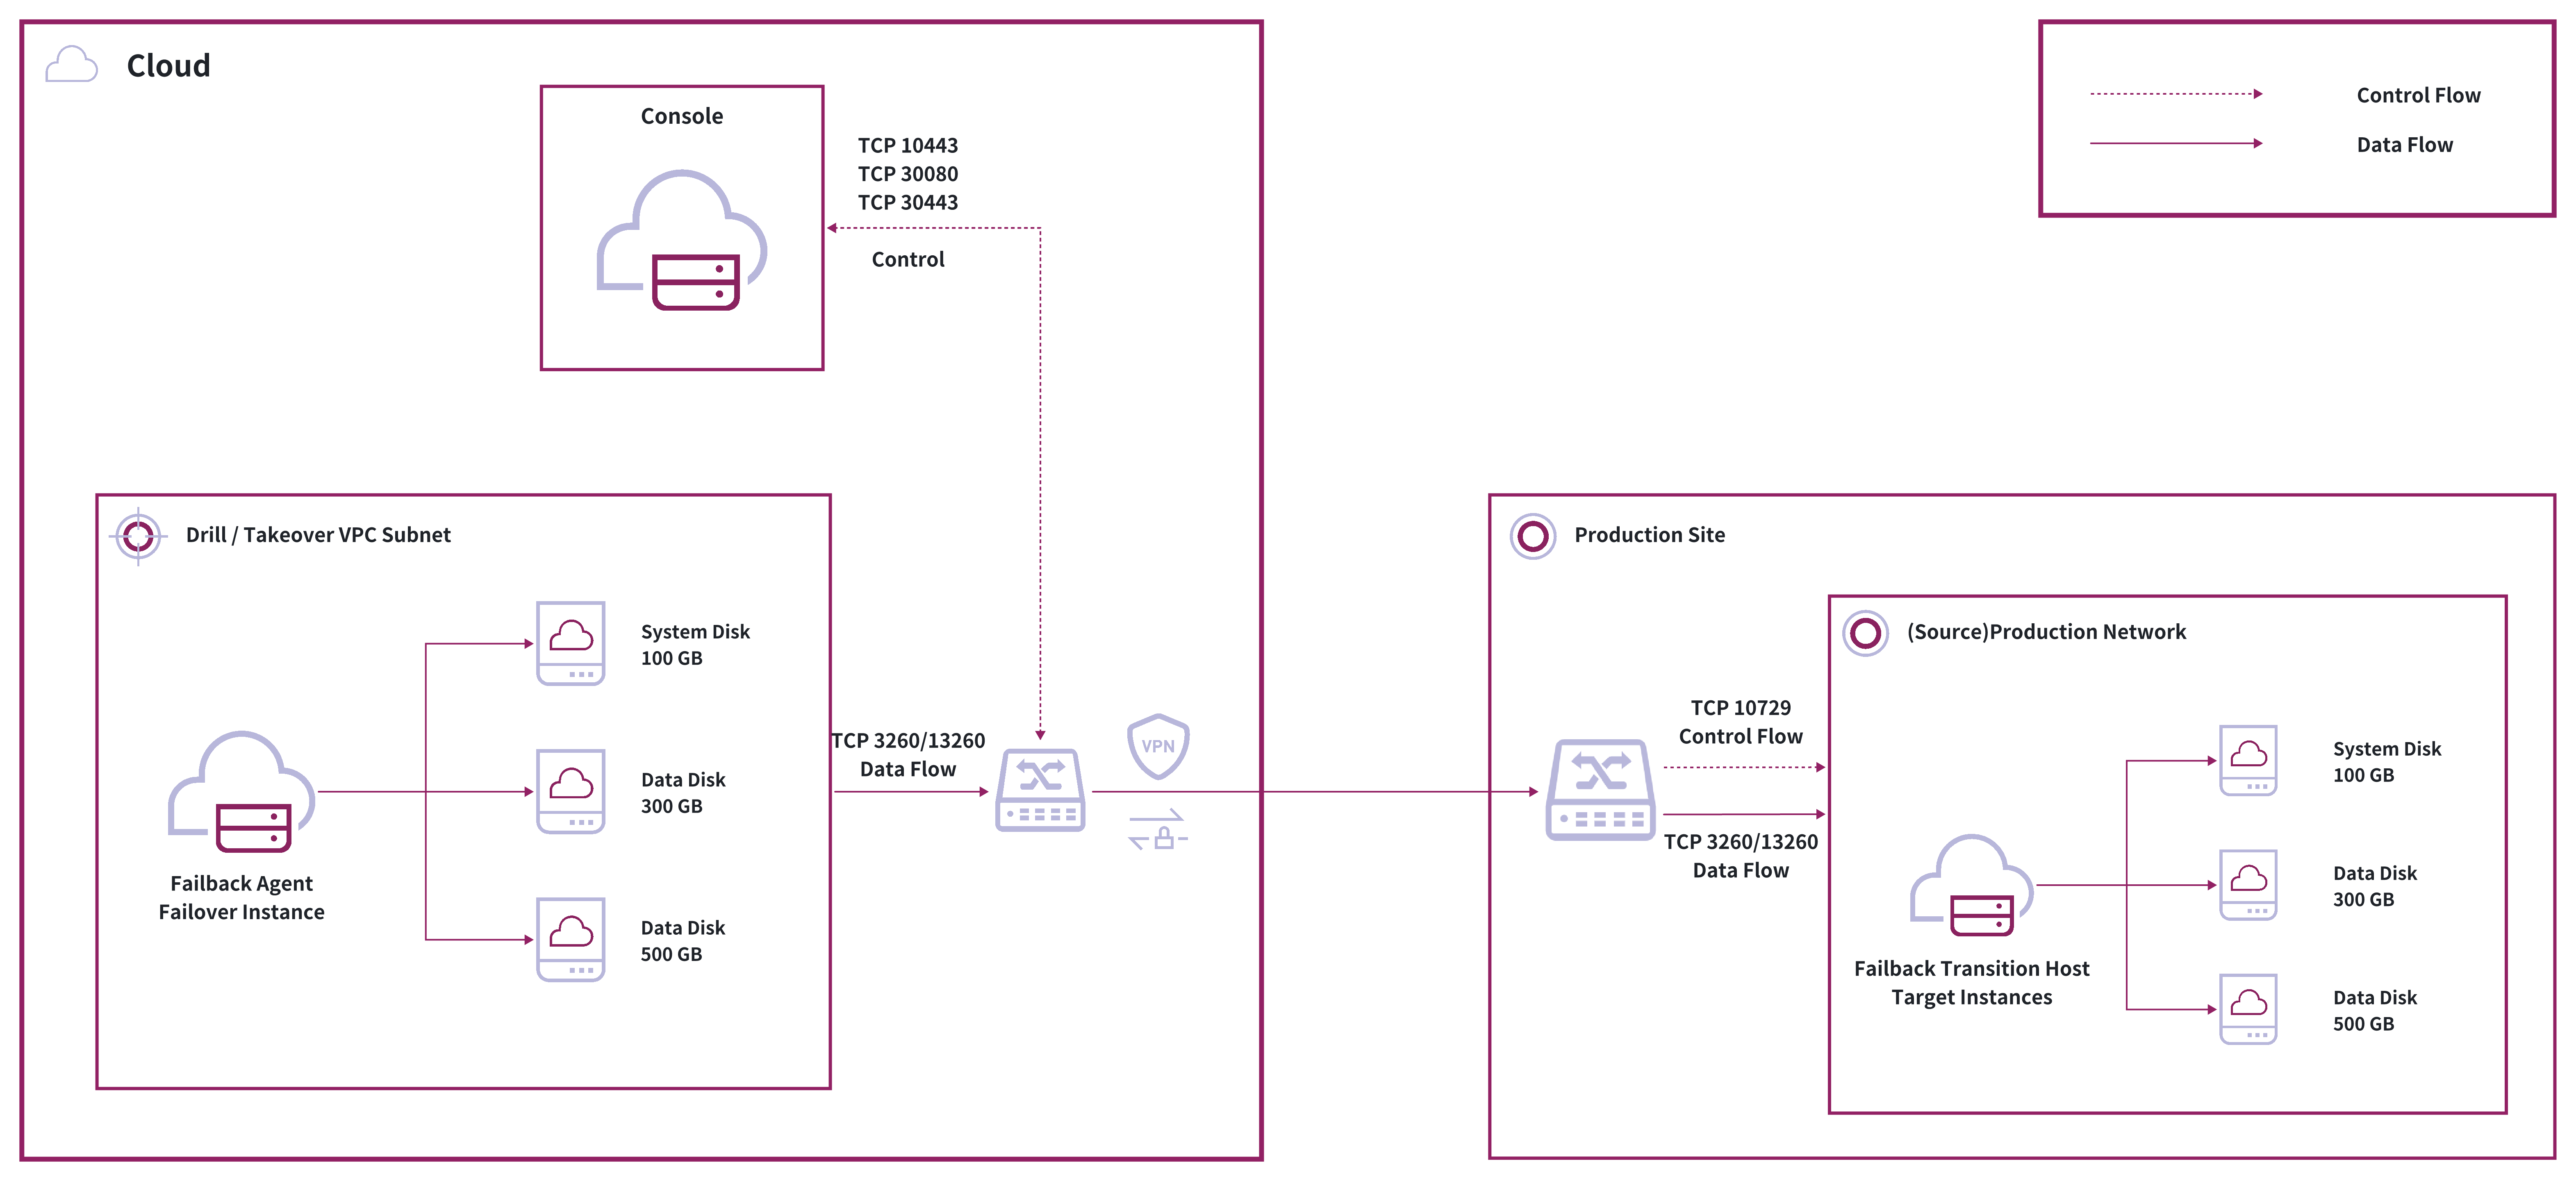 Cloud
Console
TCP 10443
TCP 30080
TCP 30443
Control
Control Flow
Data Flow
Drill / Takeover VPC Subnet
System Disk
100 GB
Data Disk
300 GB
Data Disk
500 GB
Failback Agent
Failover Instance
TCP 3260/13260
Data Flow
VPN
Production Site
TCP 10729
Control Flow
TCP 3260/13260
Data Flow
(Source)Production Network
Failback Transition Host
Target Instances
System Disk
100 GB
Data Disk
300 GB
Data Disk
500 GB